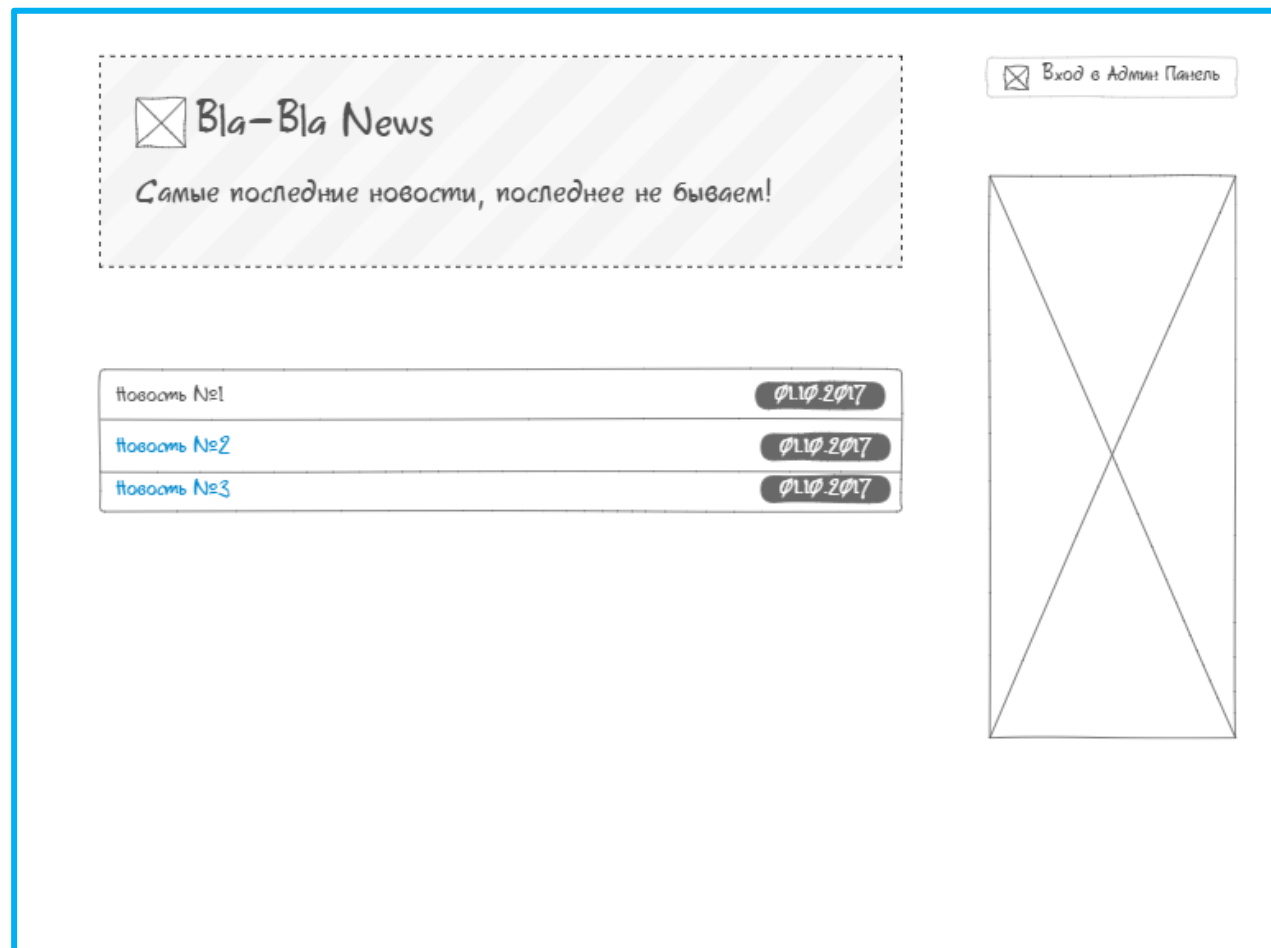 Bla-Bla News
Самые последние новости, последнее не бывает!
Вход в Админ Панель
Новость №1 01.10.2017
Новость №2 01.10.2017
Новость №3 01.10.2017